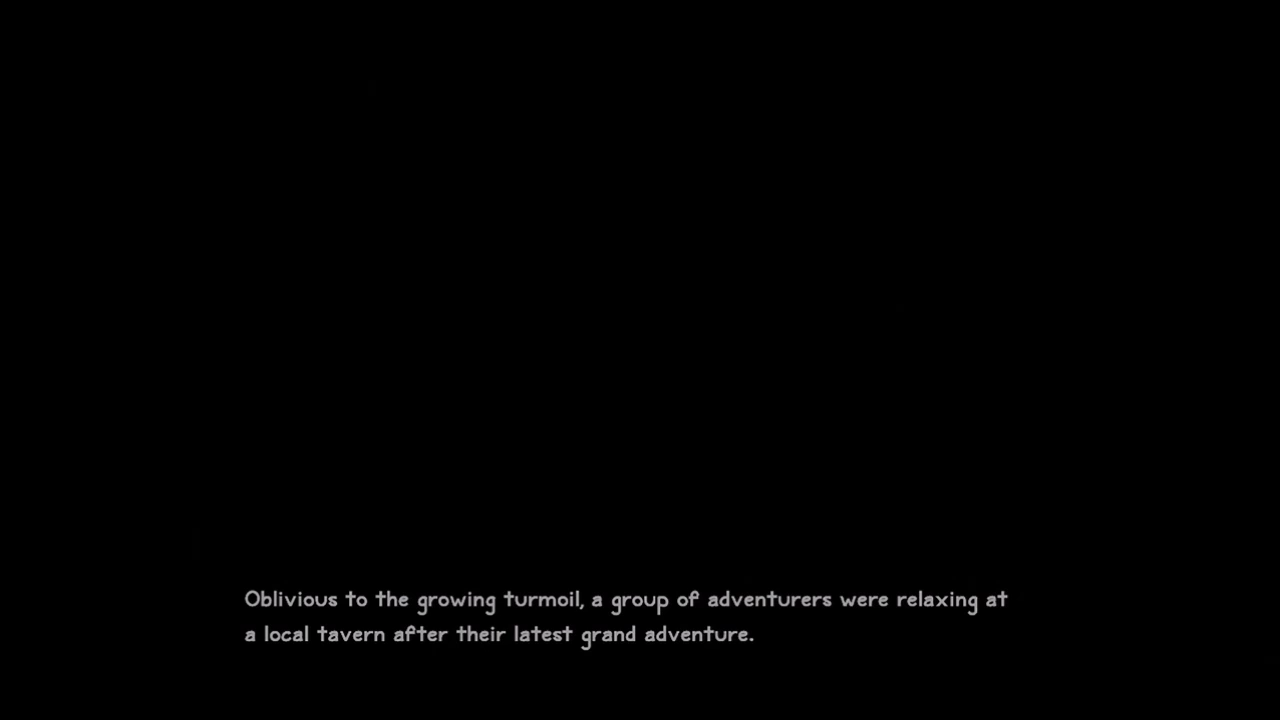 Oblivious to the growing turmoil, a group of adventurers were relaxing at
a local tavern after their latest grand adventure.